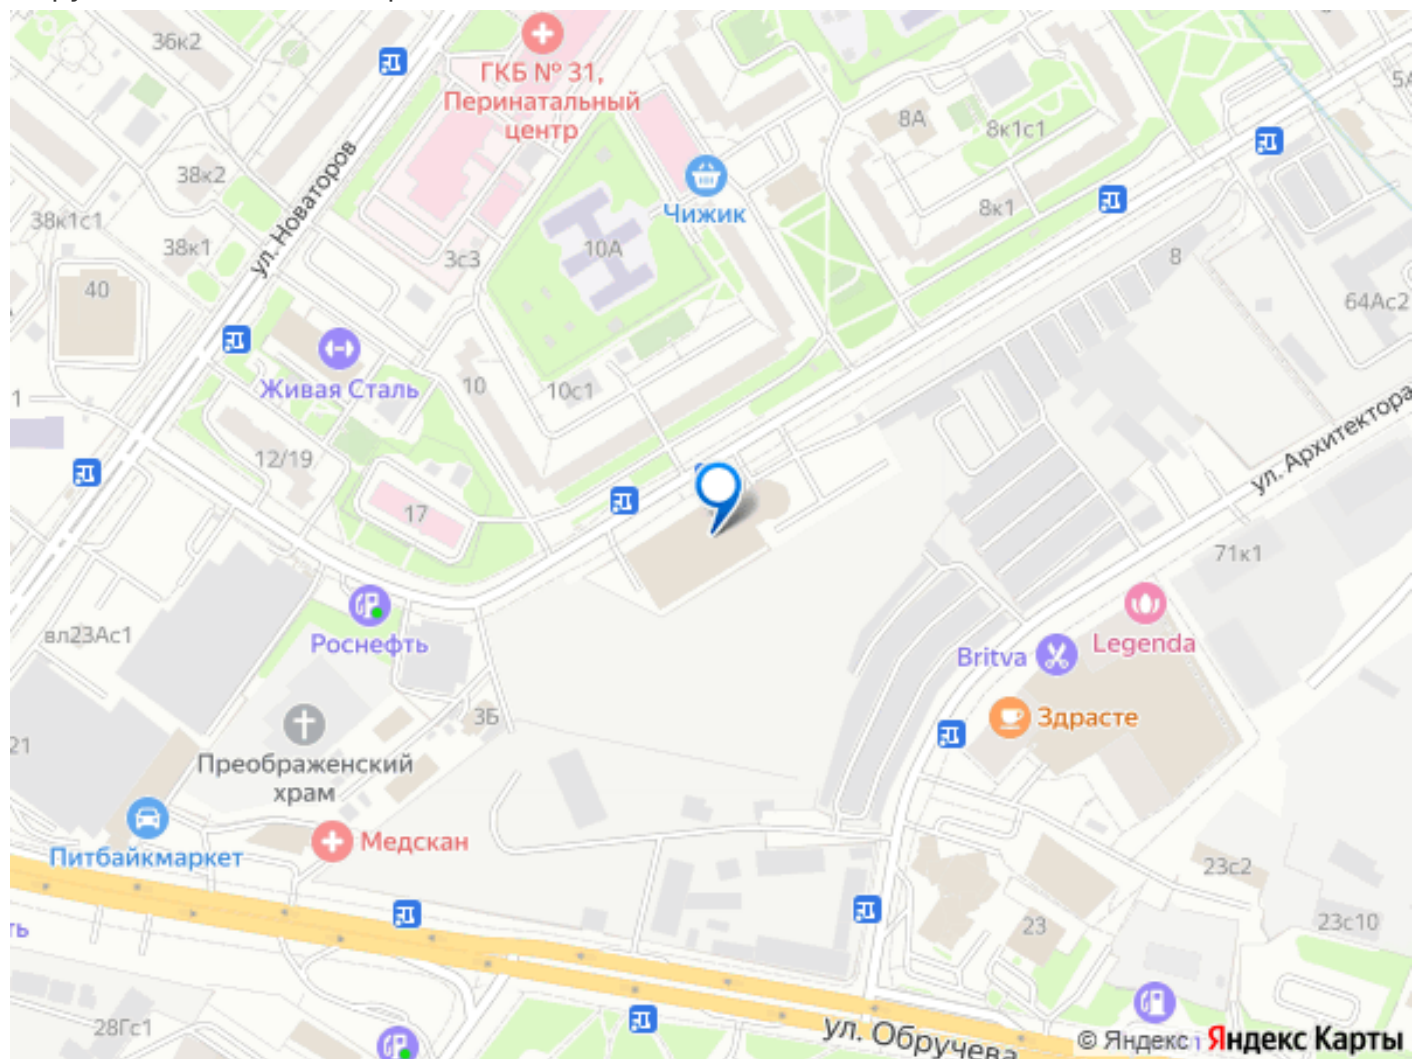 36к2
ГКБ № 31,
Перинатальный
центр
8А
8к1с1
38к2
ул. Новаторов
Чижик
38к1с1
38к1
3с3
10А
8к1
8
40
64Ас2
Живая Сталь
10
10с1
1
ул. Архитектора
12/19
17
71к1
вл23Ас1
Роснефть
Legenda
Britva
3Б
Здрасте
21
Преображенский
храм
Медскан
Питбайкмаркет
23с2
23
23с10
28Гс1
ул. Обручева
© Яндекс
Яндекс Карты